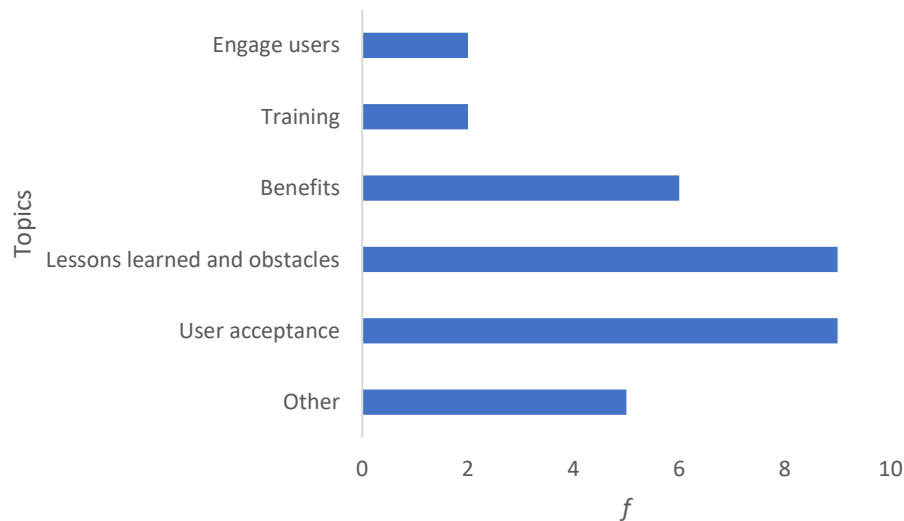 Engage users
Training
Benefits
Lessons learned and obstacles
User acceptance
Other
Topics
0 2 4 6 8 10
f